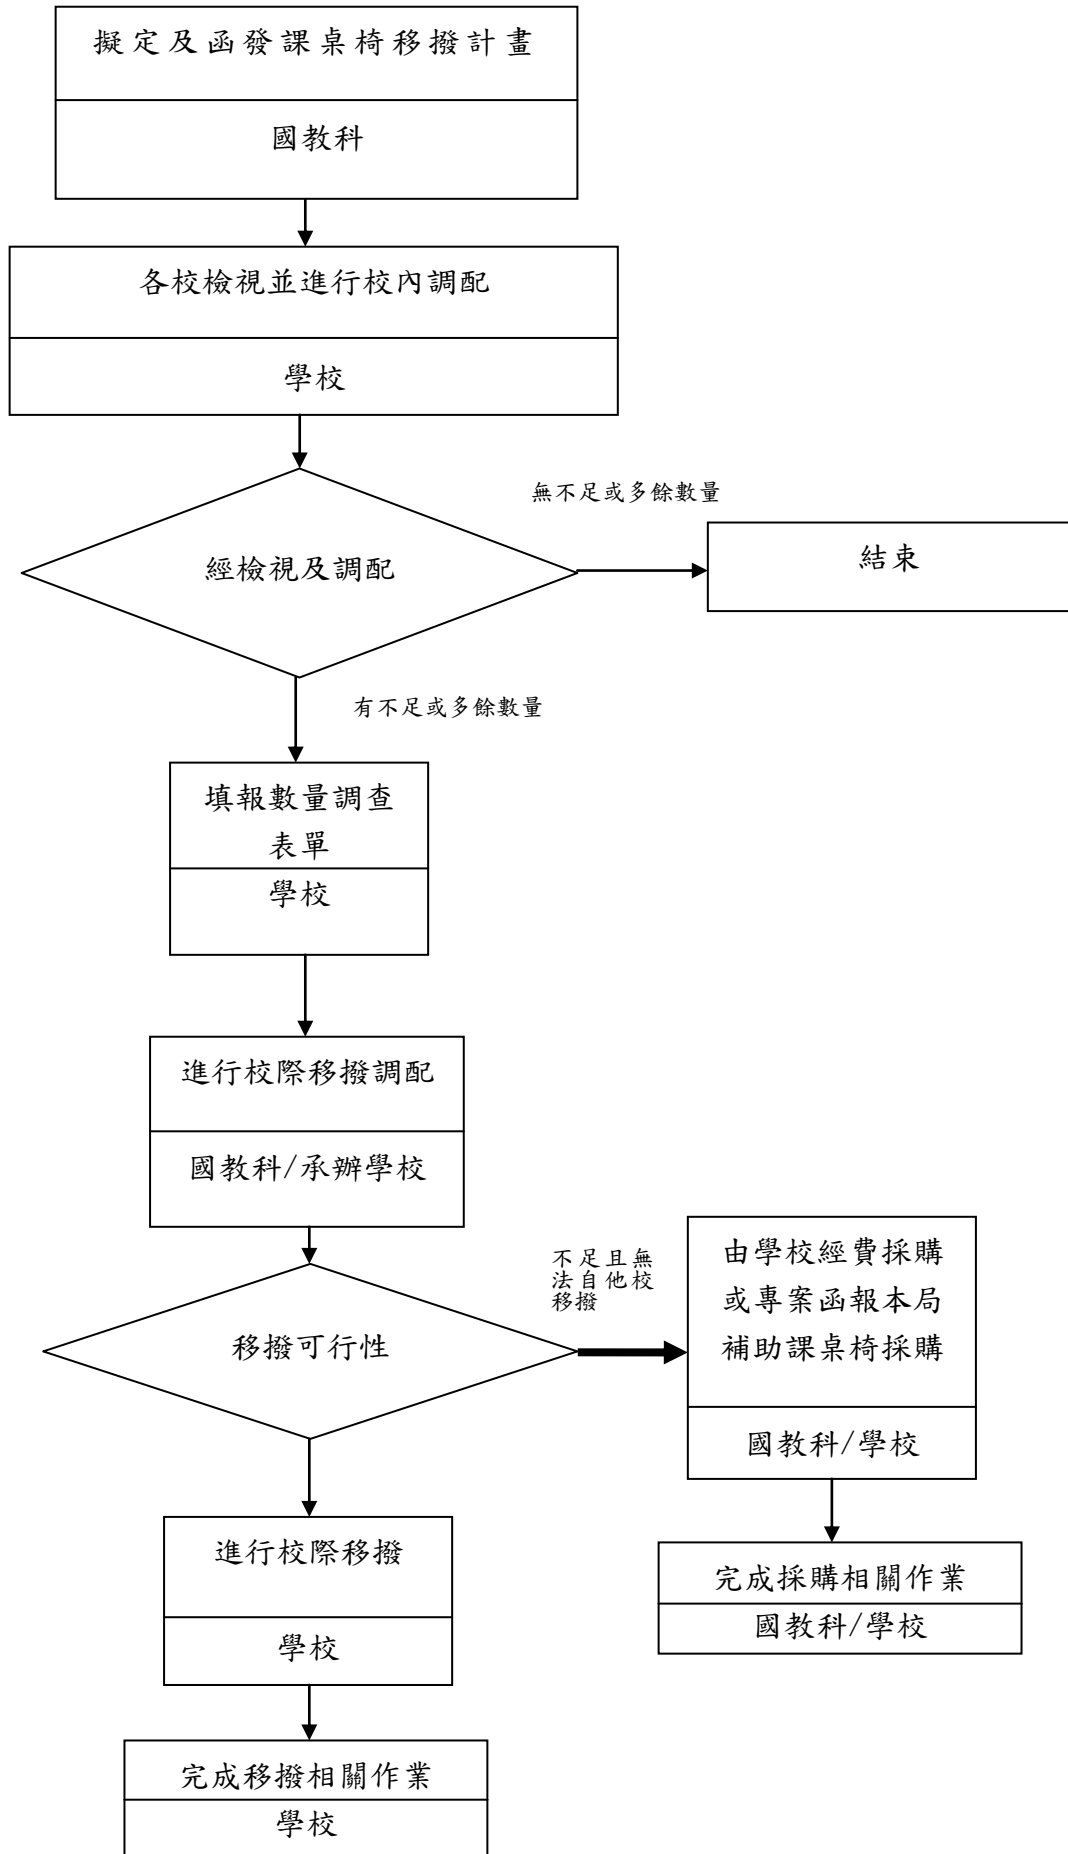 擬定及函發課桌椅移撥計畫
國教科
各校檢視並進行校內調配
學校
無不足或多餘數量
經檢視及調配
結束
有不足或多餘數量
填報數量調查
表單
學校
進行校際移撥調配
國教科/承辦學校
不足且無
法自他校
移撥
移撥可行性
由學校經費採購
或專案函報本局
補助課桌椅採購
國教科/學校
進行校際移撥
學校
完成採購相關作業
國教科/學校
完成移撥相關作業
學校